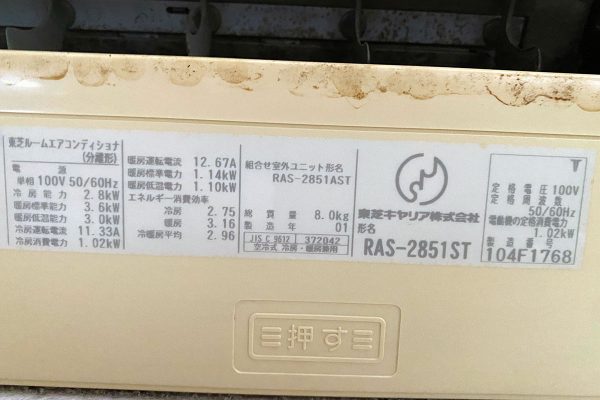 東芝ルームエアコンディショナ
(分離形)
電源
単相 100V 50/60Hz
冷房能力 2.8kW
暖房標準能力 3.6kW
暖房低温能力 3.0kW
冷房運転電流 11.33A
冷房消費電力 1.02kW
暖房運転電流 12.67A
暖房標準電力 1.14kW
暖房低温電力 1.10kW
エネルギー消費効率
冷房 2.75
暖房 3.16
冷暖房平均 2.96
組合せ室外ユニット形名
RAS-2851AST
総質量 8.0kg
製造年 01
JIS C 9612 372042
空冷式 冷房・暖房兼用
東芝キヤリア株式会社
形名
RAS-2851ST
T
定格電圧 100V
定格周波数
50/60Hz
電動機の定格消費電力
1.02kW
製造番号
104F1768
押す